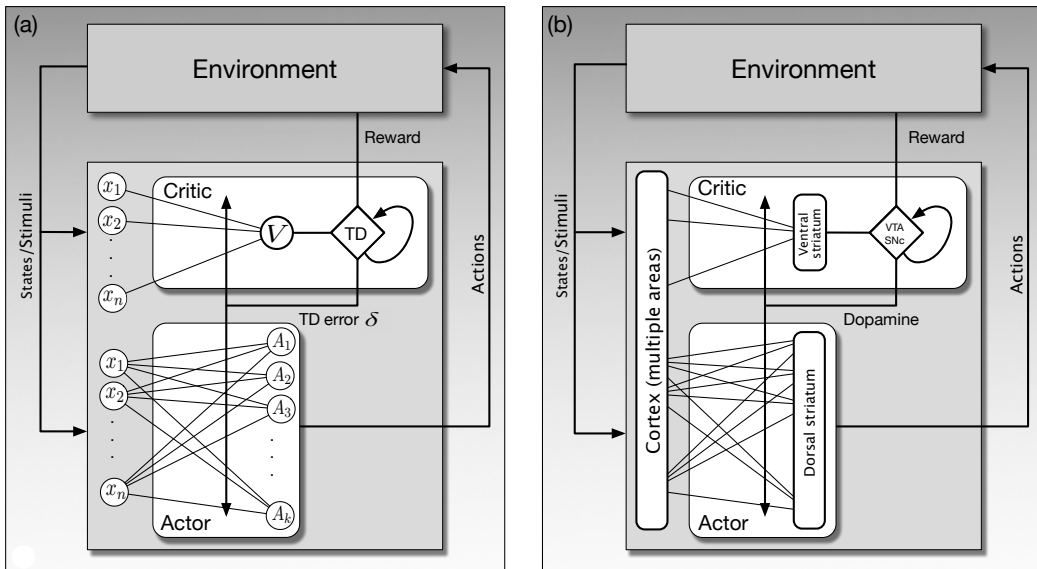 (a)
Environment
Reward
States/Stimuli
Actions
Critic
x₁
x₂
.
.
.
xₙ
V
TD
TD error δ
x₁
x₂
.
.
.
.
xₙ
A₁
A₂
A₃
.
.
.
Aₖ
Actor
(b)
Environment
Reward
States/Stimuli
Actions
Cortex (multiple areas)
Critic
Ventral
striatum
VTA
SNc
Dopamine
Dorsal striatum
Actor